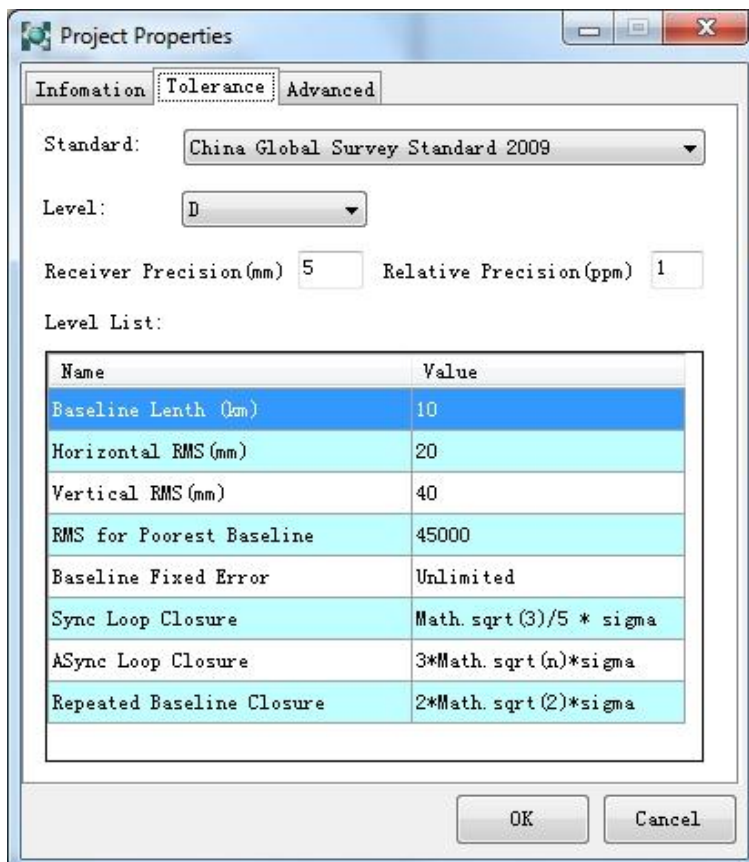 Project Properties
Infomation Tolerance Advanced
Standard: China Global Survey Standard 2009
Level: D
Receiver Precision(mm) 5 Relative Precision(ppm) 1
Level List:
Name Value
Baseline Lenth (km) 10
Horizontal RMS(mm) 20
Vertical RMS(mm) 40
RMS for Poorest Baseline 45000
Baseline Fixed Error Unlimited
Sync Loop Closure Math.sqrt(3)/5 * sigma
ASync Loop Closure 3*Math.sqrt(n)*sigma
Repeated Baseline Closure 2*Math.sqrt(2)*sigma
OK Cancel